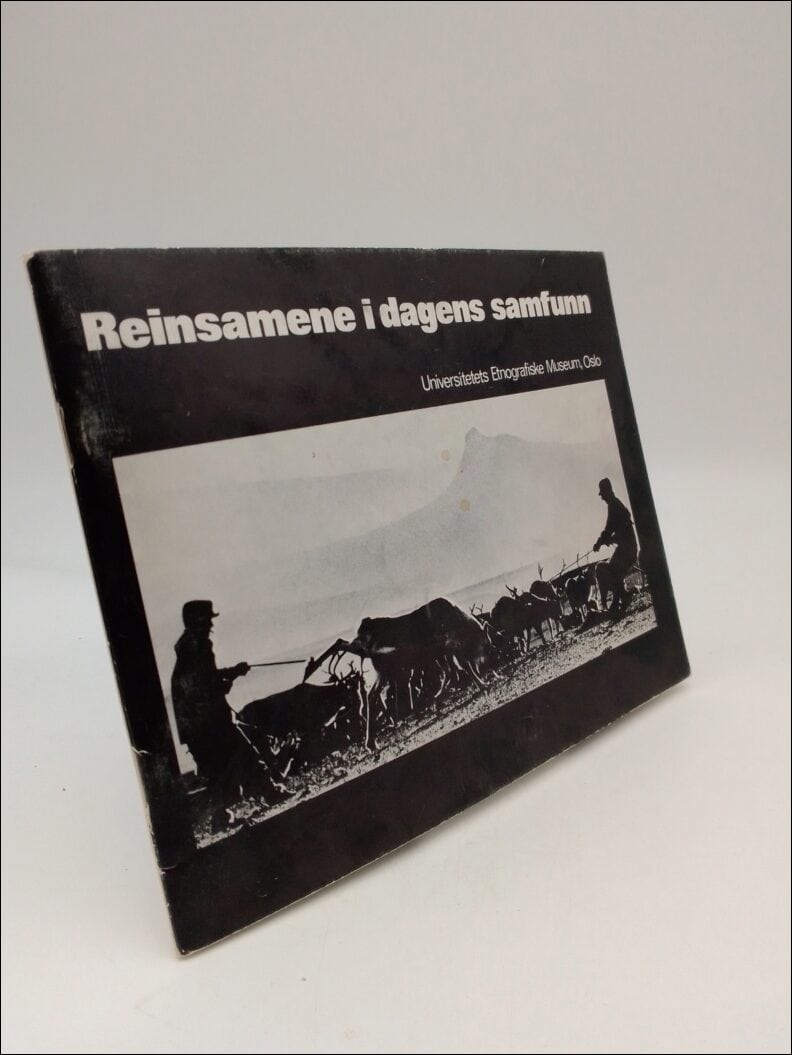 Reinsamene i dagens samfunn
Universitetets Etnografiske Museum, Oslo